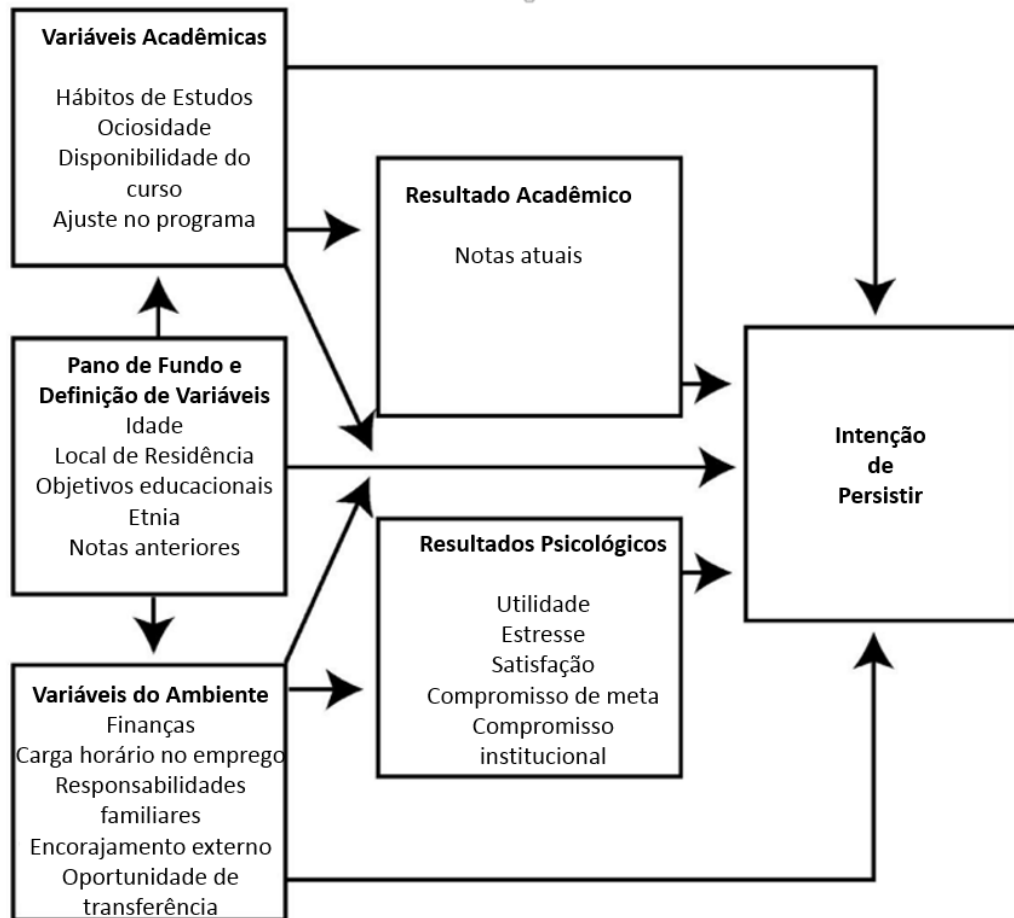 Variáveis Acadêmicas
Hábitos de Estudos
Ociosidade
Disponibilidade do
curso
Ajuste no programa
Pano de Fundo e
Definição de Variáveis
Idade
Local de Residência
Objetivos educacionais
Etnia
Notas anteriores
Variáveis do Ambiente
Finanças
Carga horário no emprego
Responsabilidades
familiares
Encorajamento externo
Oportunidade de
transferência
Resultado Acadêmico
Notas atuais
Resultados Psicológicos
Utilidade
Estresse
Satisfação
Compromisso de meta
Compromisso
institucional
Intenção
de
Persistir